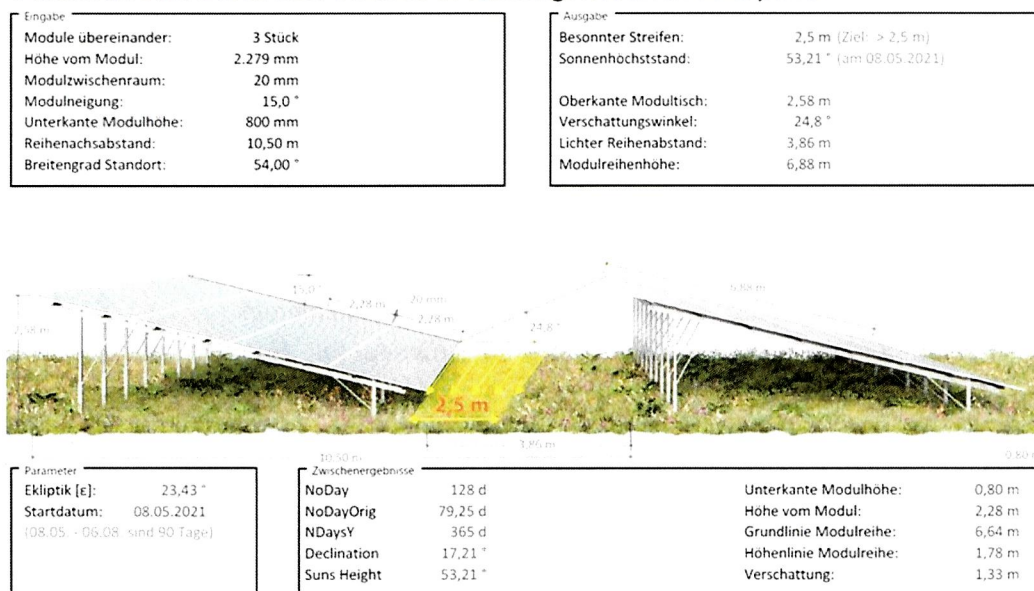 Eingabe
Module übereinander: 3 Stück
Höhe vom Modul: 2.279 mm
Modulzwischenraum: 20 mm
Modulneigung: 15,0 °
Unterkante Modulhöhe: 800 mm
Reihenachsabstand: 10,50 m
Breitengrad Standort: 54,00 °
Ausgabe
Besonnter Streifen: 2,5 m (Ziel: > 2,5 m)
Sonnenhöchststand: 53,21 ° (am 08.05.2021)
Oberkante Modultisch: 2,58 m
Verschattungswinkel: 24,8 °
Lichter Reihenabstand: 3,86 m
Modulreihenhöhe: 6,88 m
15,0 °
2,28 m
20 mm
2,28 m
24,8 °
6,88 m
2,58 m
2,5 m
3,86 m
10,50 m
0,80 m
Parameter
Ekliptik [ε]: 23,43 °
Startdatum: 08.05.2021
(08.05. - 06.08. sind 90 Tage)
Zwischenergebnisse
NoDay 128 d
NoDayOrig 79,25 d
NDaysY 365 d
Declination 17,21 °
Suns Height 53,21 °
Unterkante Modulhöhe: 0,80 m
Höhe vom Modul: 2,28 m
Grundlinie Modulreihe: 6,64 m
Höhenlinie Modulreihe: 1,78 m
Verschattung: 1,33 m